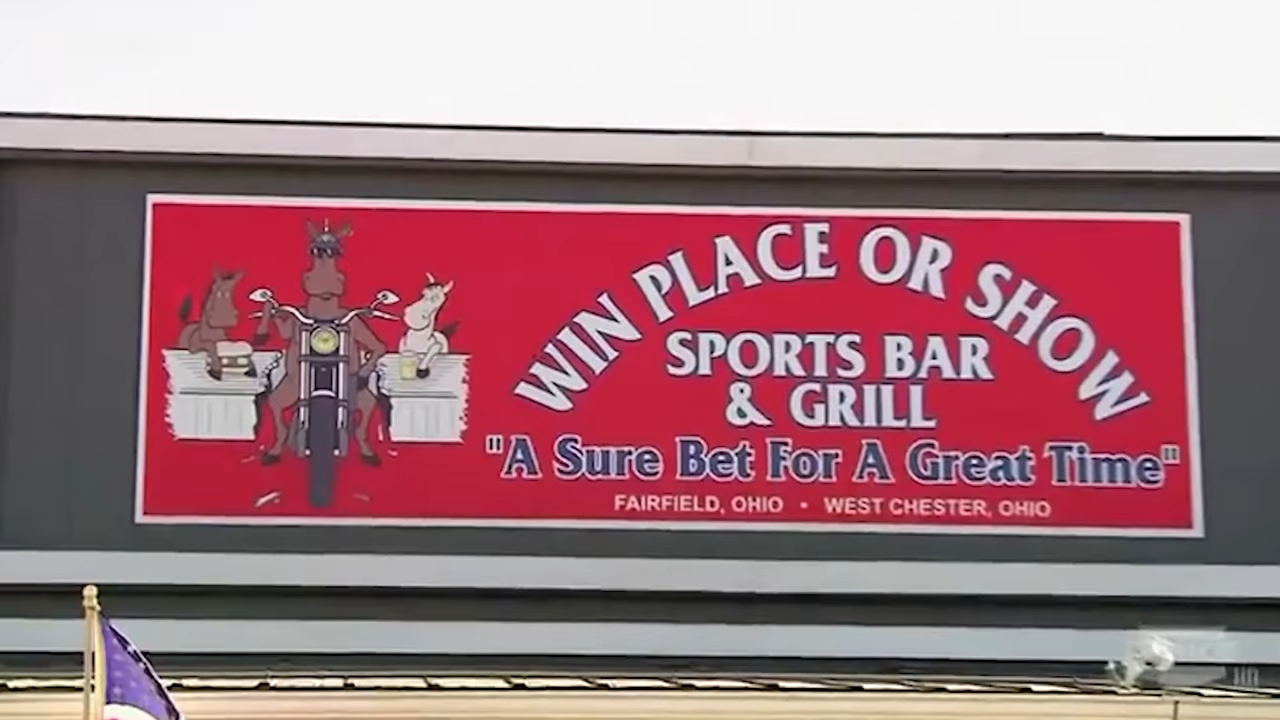 WIN PLACE OR SHOW
SPORTS BAR
& GRILL
"A Sure Bet For A Great Time"
FAIRFIELD, OHIO • WEST CHESTER, OHIO